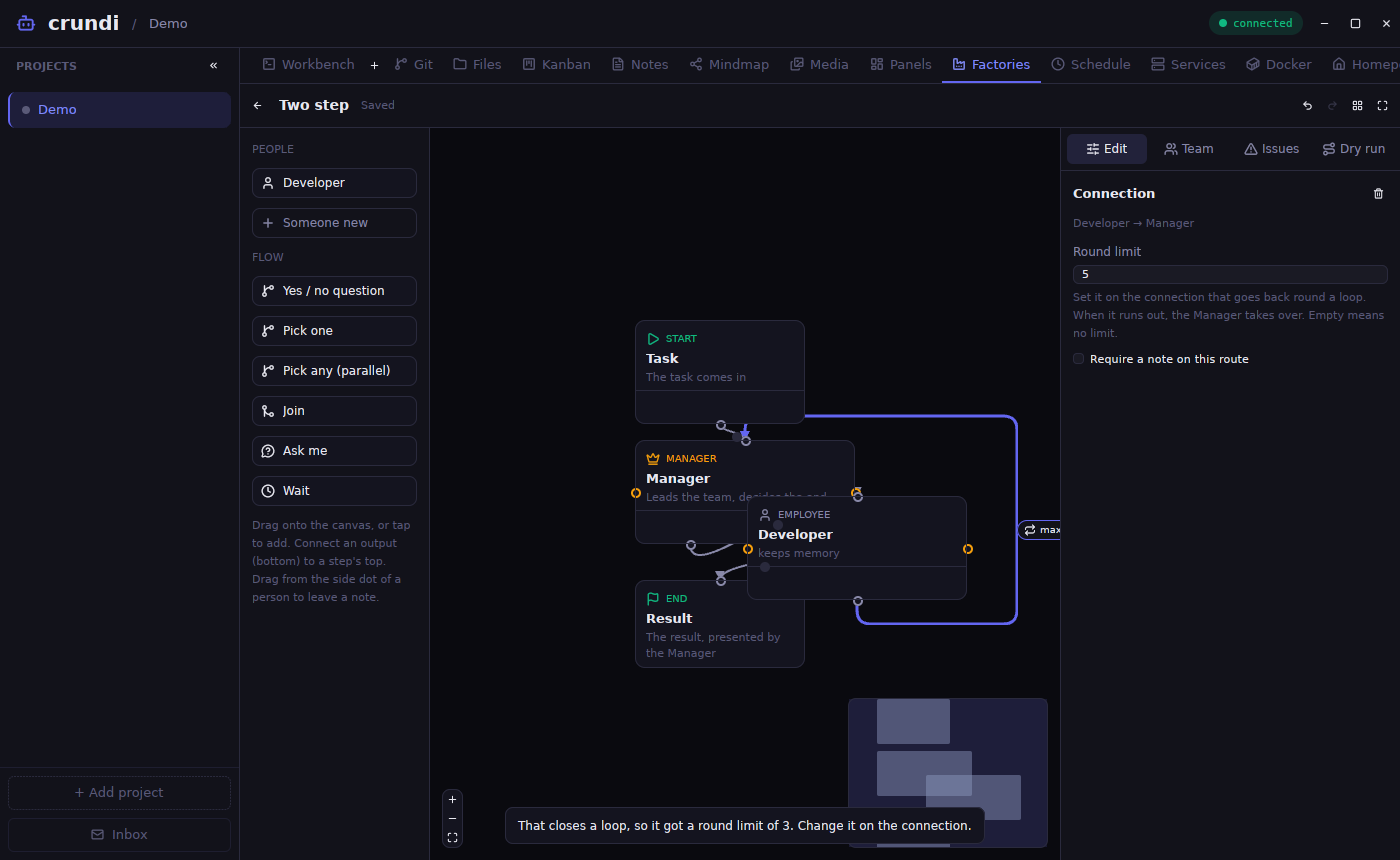 crundi / Demo
connected
PROJECTS
Workbench
Git
Files
Kanban
Notes
Mindmap
Media
Panels
Factories
Schedule
Services
Docker
Homep
Demo
Two step
Saved
PEOPLE
Developer
Someone new
FLOW
Yes / no question
Pick one
Pick any (parallel)
Join
Ask me
Wait
Drag onto the canvas, or tap
to add. Connect an output
(bottom) to a step's top.
Drag from the side dot of a
person to leave a note.
START
Task
The task comes in
MANAGER
Manager
Leads the team, decides the end
EMPLOYEE
Developer
keeps memory
max
END
Result
The result, presented by
the Manager
That closes a loop, so it got a round limit of 3. Change it on the connection.
Edit
Team
Issues
Dry run
Connection
Developer → Manager
Round limit
5
Set it on the connection that goes back round a loop.
When it runs out, the Manager takes over. Empty means
no limit.
Require a note on this route
+ Add project
Inbox